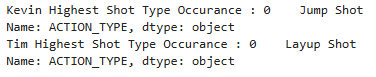 Kevin Highest Shot Type Occurance : 0    Jump Shot
Name: ACTION_TYPE, dtype: object
Tim Highest Shot Type Occurance : 0    Layup Shot
Name: ACTION_TYPE, dtype: object